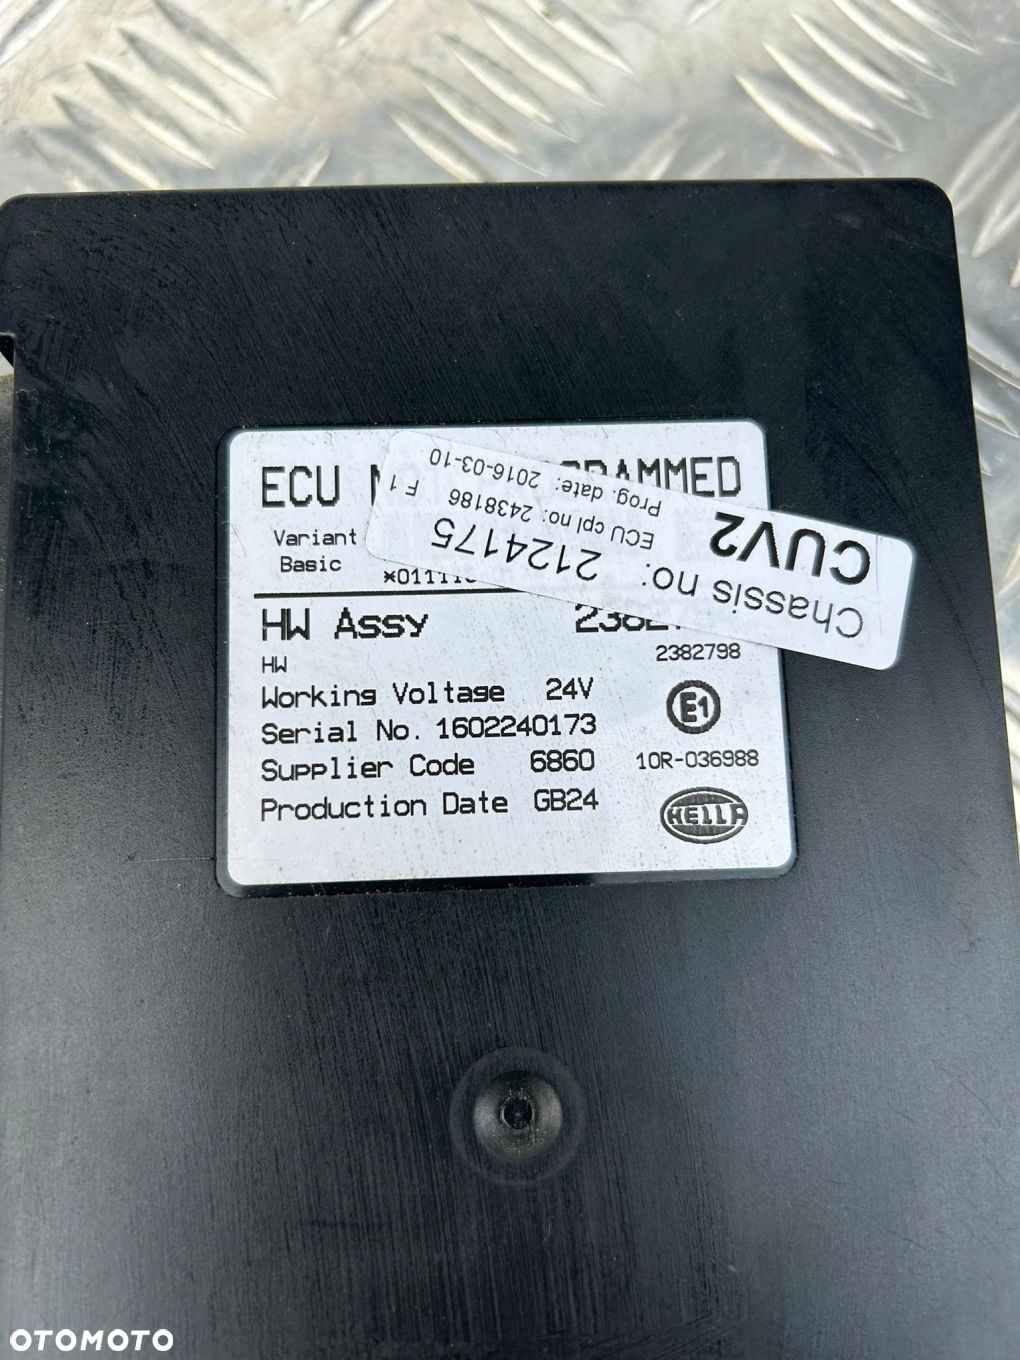 ECU
Variant
Basic
HW Assy
HW 2382798
Working Voltage 24V
Serial No. 1602240173
Supplier Code 6860
10R-036988
Production Date GB24
E1
HELLA
Chassis no: 2124175
CUV2
ECU cpl no: 2438186 F1
Prog. date: 2016-03-10
OTOMOTO